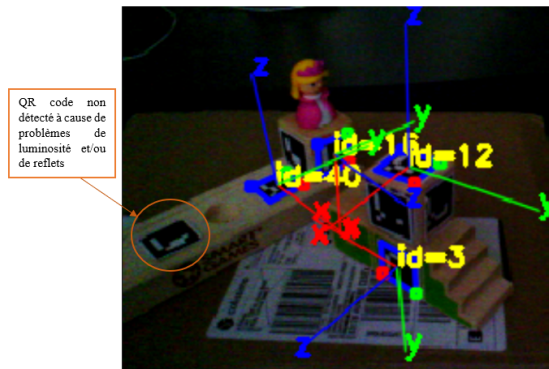 QR code non
détecté à cause de
problèmes de
luminosité et/ou
de reflets
z
z
y
id=16
y
id=12
id=40
z
y
x
x
x
id=3
z
y